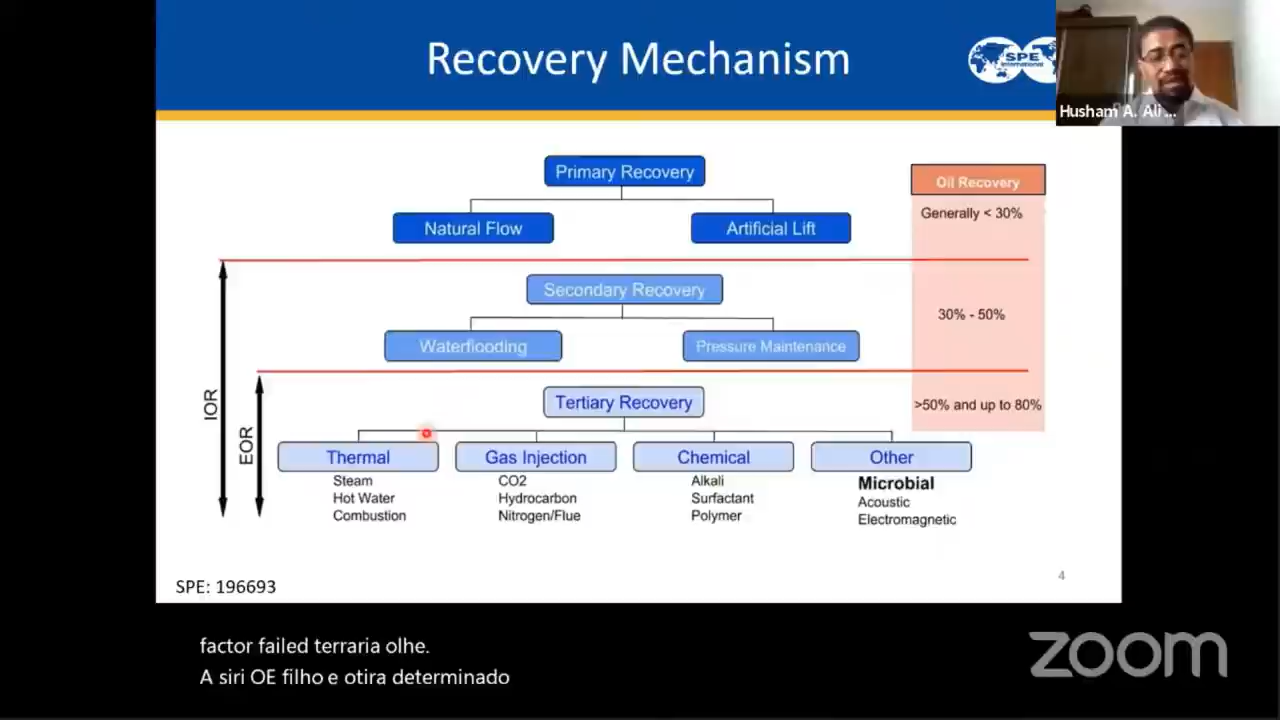 Recovery Mechanism
SPE
International
Husham A. Ali ...
Primary Recovery
Oil Recovery
Generally < 30%
Natural Flow
Artificial Lift
Secondary Recovery
30% - 50%
Waterflooding
Pressure Maintenance
IOR
EOR
Tertiary Recovery
>50% and up to 80%
Thermal
Steam
Hot Water
Combustion
Gas Injection
CO2
Hydrocarbon
Nitrogen/Flue
Chemical
Alkali
Surfactant
Polymer
Other
Microbial
Acoustic
Electromagnetic
SPE: 196693
4
factor failed terraria olhe.
A siri OE filho e otira determinado
zoom